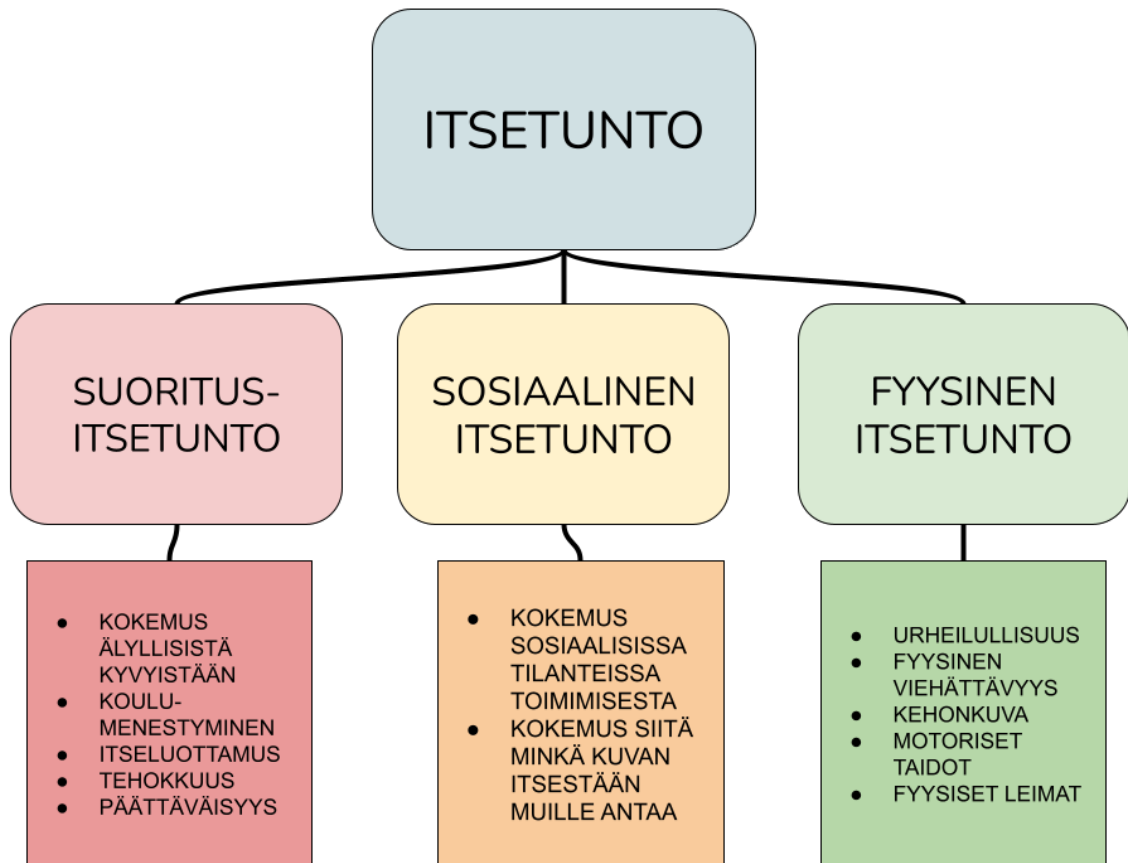 ITSETUNTO
SUORITUS-
ITSETUNTO
SOSIAALINEN
ITSETUNTO
FYYSINEN
ITSETUNTO
● KOKEMUS
ÄLYLLISISTÄ
KYVYISTÄÄN
● KOULU-
MENESTYMINEN
● ITSELUOTTAMUS
● TEHOKKUUS
● PÄÄTTÄVÄISYYS
● KOKEMUS
SOSIAALISISSA
TILANTEISSA
TOIMIMISESTA
● KOKEMUS SIITÄ
MINKÄ KUVAN
ITSESTÄÄN
MUILLE ANTAA
● URHEILULLISUUS
● FYYSINEN
VIEHÄTTÄVYYS
● KEHONKUVA
● MOTORISET
TAIDOT
● FYYSISET LEIMAT